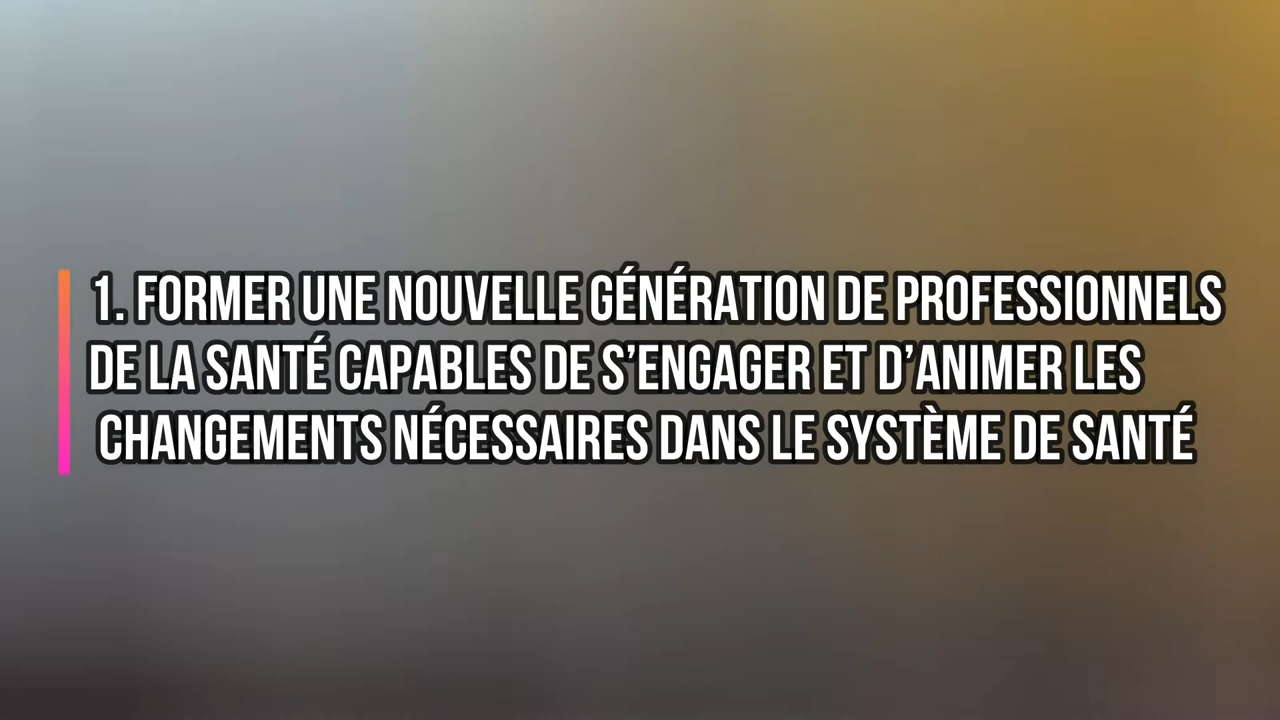 1. FORMER UNE NOUVELLE GÉNÉRATION DE PROFESSIONNELS
DE LA SANTÉ CAPABLES DE S’ENGAGER ET D’ANIMER LES
CHANGEMENTS NÉCESSAIRES DANS LE SYSTÈME DE SANTÉ